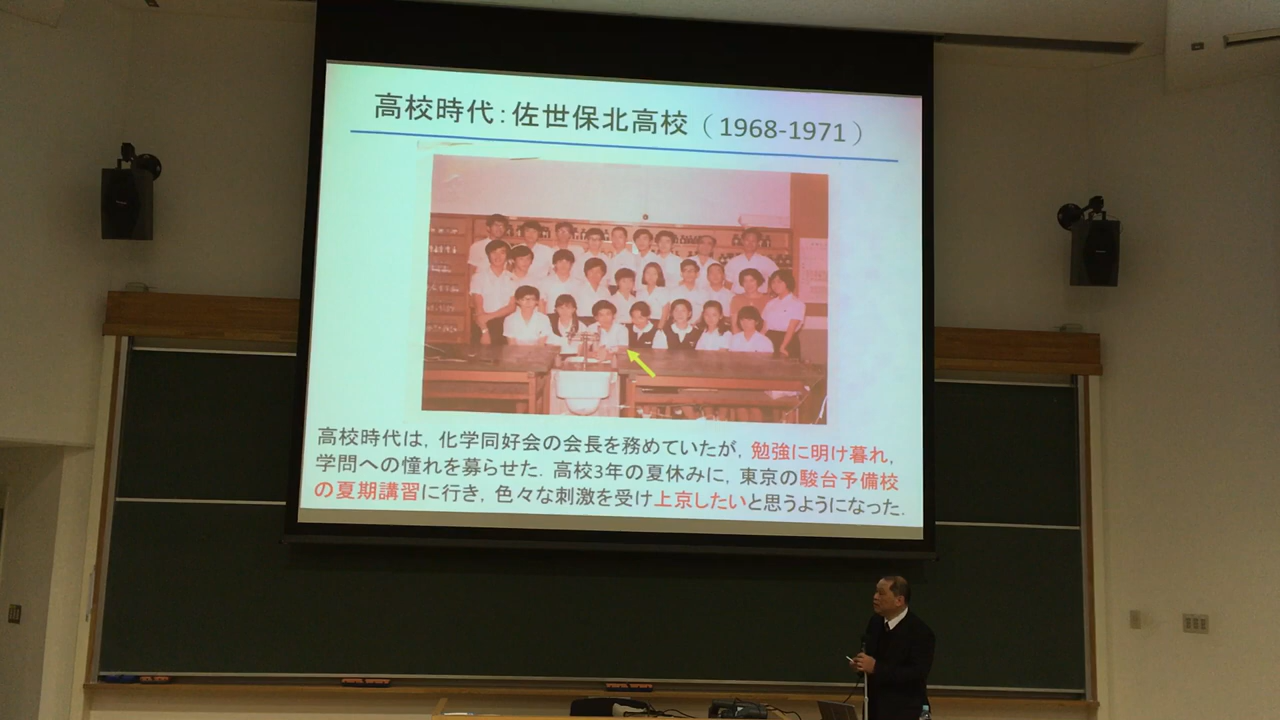 高校時代：佐世保北高校（1968-1971）
高校時代は，化学同好会の会長を務めていたが，勉強に明け暮れ，
学問への憧れを募らせた．高校3年の夏休みに，東京の駿台予備校
の夏期講習に行き，色々な刺激を受け上京したいと思うようになった．